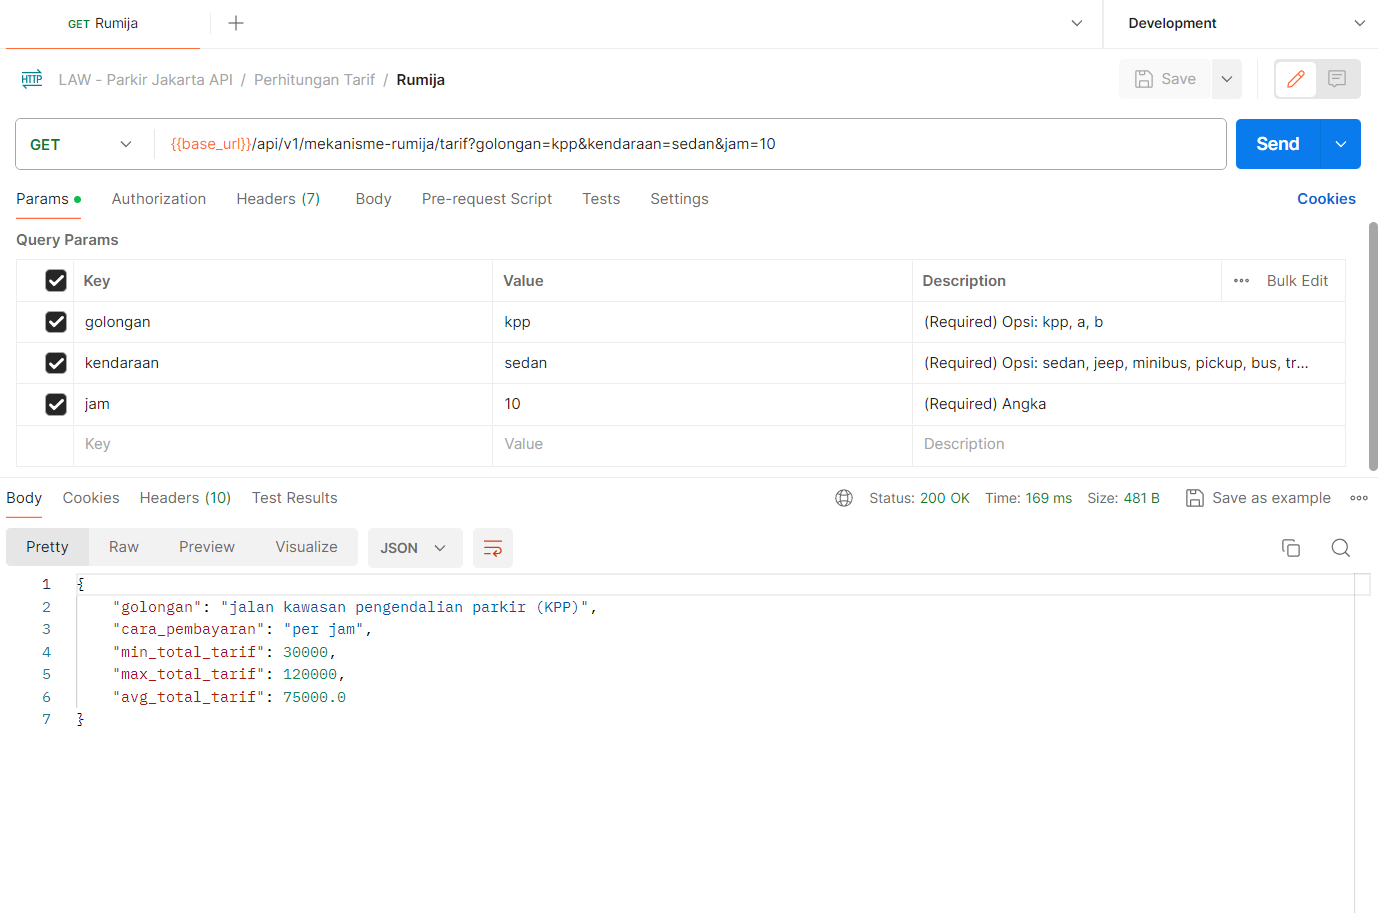 GET Rumija
Development
HTTP LAW - Parkir Jakarta API / Perhitungan Tarif / Rumija
Save
GET {{base_url}}/api/v1/mekanisme-rumija/tarif?golongan=kpp&kendaraan=sedan&jam=10 Send
Params Authorization Headers (7) Body Pre-request Script Tests Settings Cookies
Query Params
Key Value Description Bulk Edit
golongan kpp (Required) Opsi: kpp, a, b
kendaraan sedan (Required) Opsi: sedan, jeep, minibus, pickup, bus, tr...
jam 10 (Required) Angka
Key Value Description
Body Cookies Headers (10) Test Results Status: 200 OK Time: 169 ms Size: 481 B Save as example
Pretty Raw Preview Visualize JSON
1 {
2 "golongan": "jalan kawasan pengendalian parkir (KPP)",
3 "cara_pembayaran": "per jam",
4 "min_total_tarif": 30000,
5 "max_total_tarif": 120000,
6 "avg_total_tarif": 75000.0
7 }